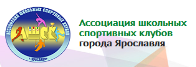 Ассоциация школьных
спортивных клубов
города Ярославля